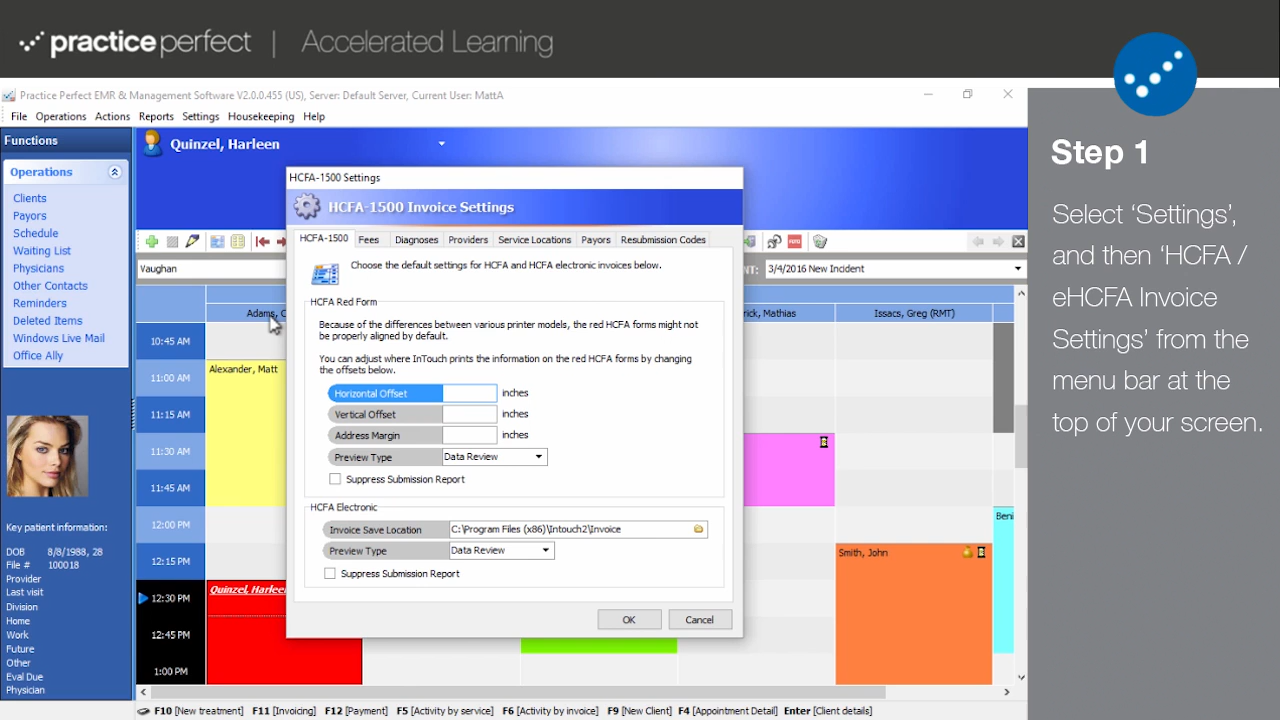 practiceperfect | Accelerated Learning
Practice Perfect EMR & Management Software V2.0.0.455 (US), Server: Default Server, Current User: MattA
File Operations Actions Reports Settings Housekeeping Help
Functions
Operations
Clients
Payors
Schedule
Waiting List
Physicians
Other Contacts
Reminders
Deleted Items
Windows Live Mail
Office Ally
Key patient information:
DOB 8/8/1988, 28
File # 100018
Provider
Last visit
Division
Home
Work
Future
Other
Eval Due
Physician
Quinzel, Harleen
Vaughan
3/4/2016 New Incident
Adams, C
rick, Mathias
Issacs, Greg (RMT)
10:45 AM
11:00 AM
11:15 AM
11:30 AM
11:45 AM
12:00 PM
12:15 PM
12:30 PM
12:45 PM
1:00 PM
Alexander, Matt
Quinzel, Harleen
Smith, John
Beni
HCFA-1500 Settings
HCFA-1500 Invoice Settings
HCFA-1500 Fees Diagnoses Providers Service Locations Payors Resubmission Codes
Choose the default settings for HCFA and HCFA electronic invoices below.
HCFA Red Form
Because of the differences between various printer models, the red HCFA forms might not
be properly aligned by default.
You can adjust where InTouch prints the information on the red HCFA forms by changing
the offsets below.
Horizontal Offset inches
Vertical Offset inches
Address Margin inches
Preview Type Data Review
Suppress Submission Report
HCFA Electronic
Invoice Save Location C:\Program Files (x86)\Intouch2\Invoice
Preview Type Data Review
Suppress Submission Report
OK Cancel
F10 [New treatment] F11 [Invoicing] F12 [Payment] F5 [Activity by service] F6 [Activity by invoice] F9 [New Client] F4 [Appointment Detail] Enter [Client details]
Step 1
Select ‘Settings’,
and then ‘HCFA /
eHCFA Invoice
Settings’ from the
menu bar at the
top of your screen.